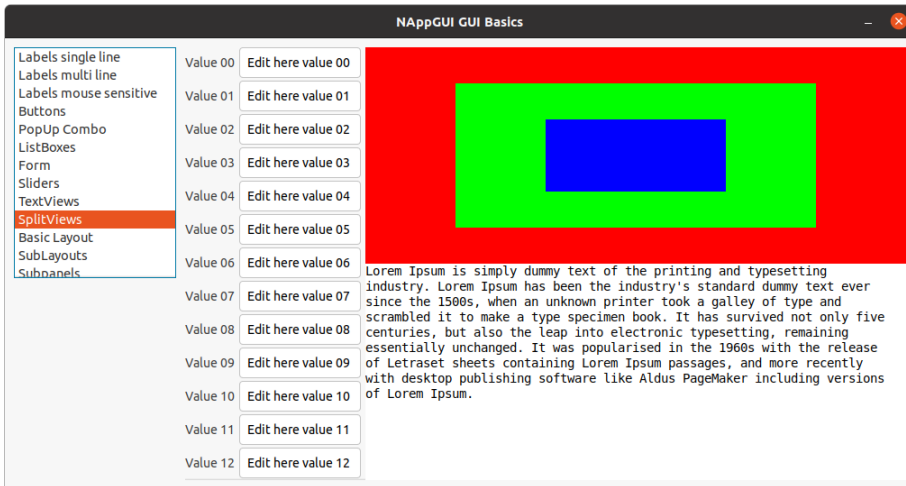 NAppGUI GUI Basics
Labels single line
Labels multi line
Labels mouse sensitive
Buttons
PopUp Combo
ListBoxes
Form
Sliders
TextViews
SplitViews
Basic Layout
SubLayouts
Subpanels
Value 00 Edit here value 00
Value 01 Edit here value 01
Value 02 Edit here value 02
Value 03 Edit here value 03
Value 04 Edit here value 04
Value 05 Edit here value 05
Value 06 Edit here value 06
Value 07 Edit here value 07
Value 08 Edit here value 08
Value 09 Edit here value 09
Value 10 Edit here value 10
Value 11 Edit here value 11
Value 12 Edit here value 12
Lorem Ipsum is simply dummy text of the printing and typesetting
industry. Lorem Ipsum has been the industry's standard dummy text ever
since the 1500s, when an unknown printer took a galley of type and
scrambled it to make a type specimen book. It has survived not only five
centuries, but also the leap into electronic typesetting, remaining
essentially unchanged. It was popularised in the 1960s with the release
of Letraset sheets containing Lorem Ipsum passages, and more recently
with desktop publishing software like Aldus PageMaker including versions
of Lorem Ipsum.